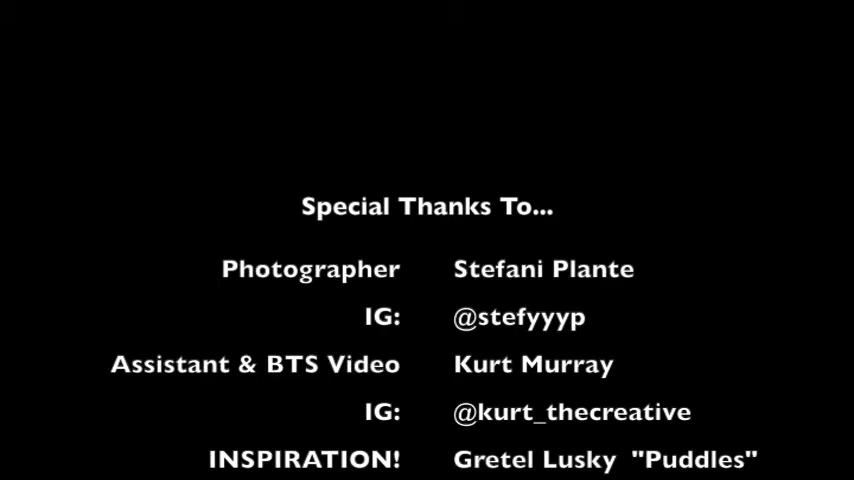 Special Thanks To...
Photographer Stefani Plante
IG: @stefyyyp
Assistant & BTS Video Kurt Murray
IG: @kurt_thecreative
INSPIRATION! Gretel Lusky "Puddles"